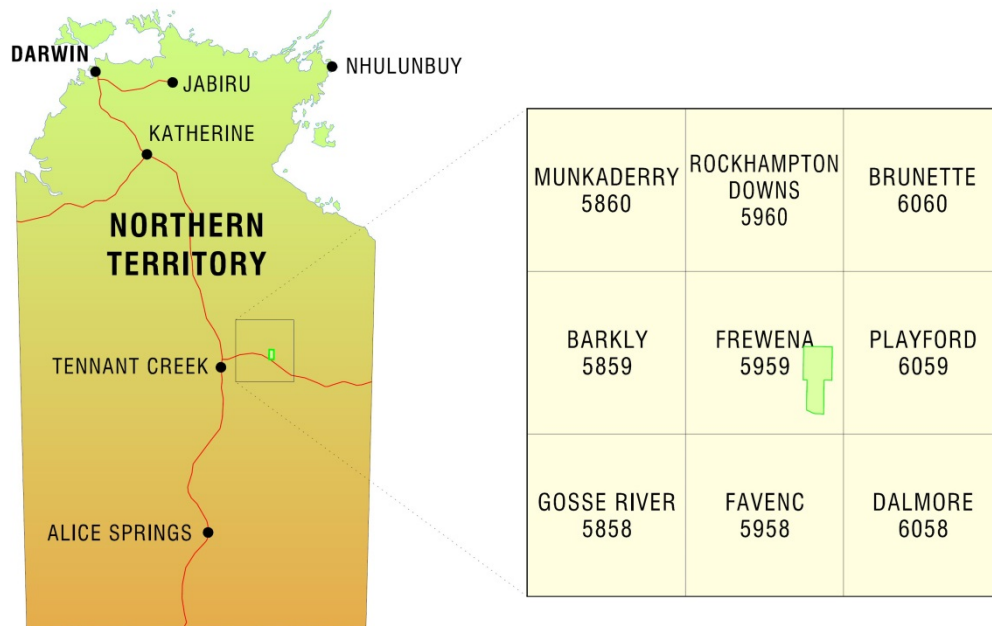 DARWIN
NHULUNBUY
JABIRU
KATHERINE
NORTHERN
TERRITORY
TENNANT CREEK
ALICE SPRINGS
MUNKADERRY
5860
ROCKHAMPTON
DOWNS
5960
BRUNETTE
6060
BARKLY
5859
FREWENA
5959
PLAYFORD
6059
GOSSE RIVER
5858
FAVENC
5958
DALMORE
6058